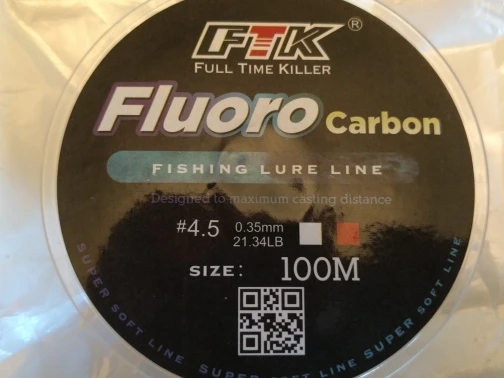 FTK ®
FULL TIME KILLER
Fluoro Carbon
FISHING LURE LINE
Designed to maximum casting distance
#4.5 0.35mm
21.34LB
SIZE: 100M
SUPER SOFT LINE SUPER SOFT LINE SUPER SOFT LINE